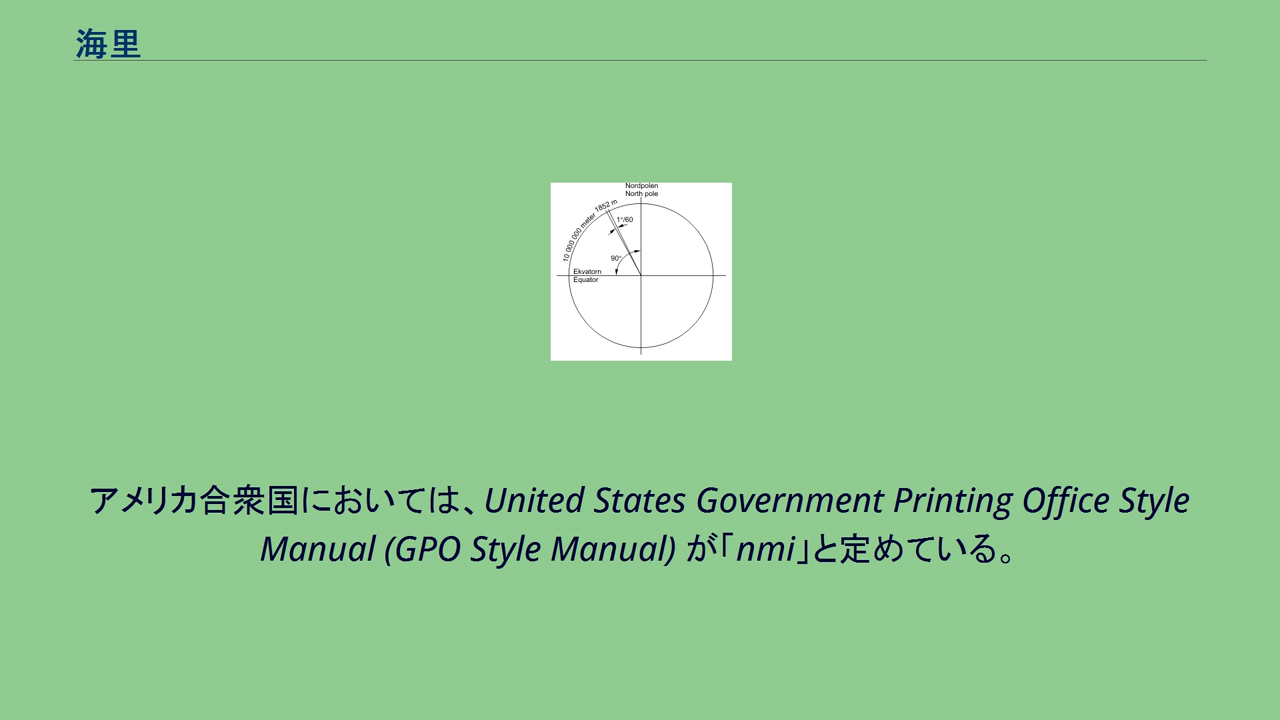 海里
Nordpolen
North pole
10 000 000 meter 1852 m
1°/60
90°
Ekvatorn
Equator
アメリカ合衆国においては、United States Government Printing Office Style
Manual (GPO Style Manual) が「nmi」と定めている。